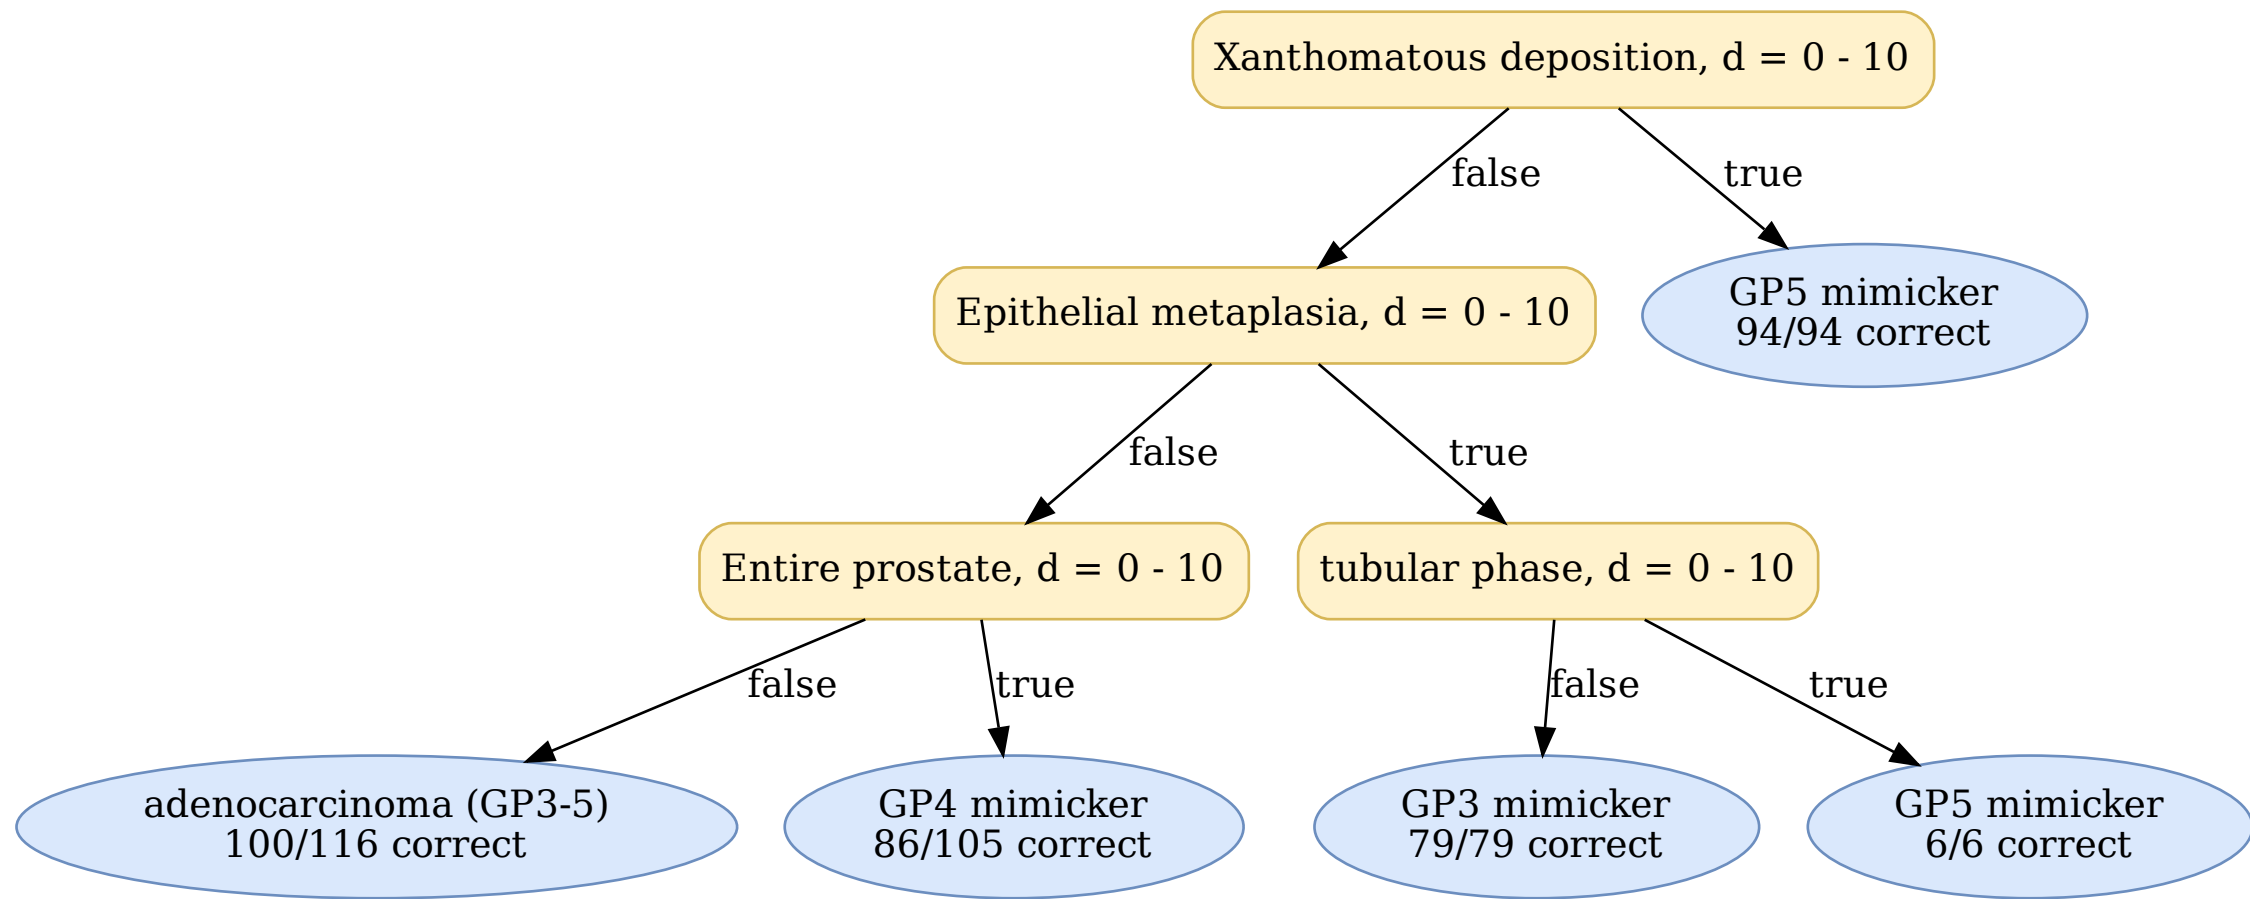 Xanthomatous deposition, d = 0 - 10
false
true
Epithelial metaplasia, d = 0 - 10
GP5 mimicker
94/94 correct
false
true
Entire prostate, d = 0 - 10
tubular phase, d = 0 - 10
false
true
false
true
adenocarcinoma (GP3-5)
100/116 correct
GP4 mimicker
86/105 correct
GP3 mimicker
79/79 correct
GP5 mimicker
6/6 correct